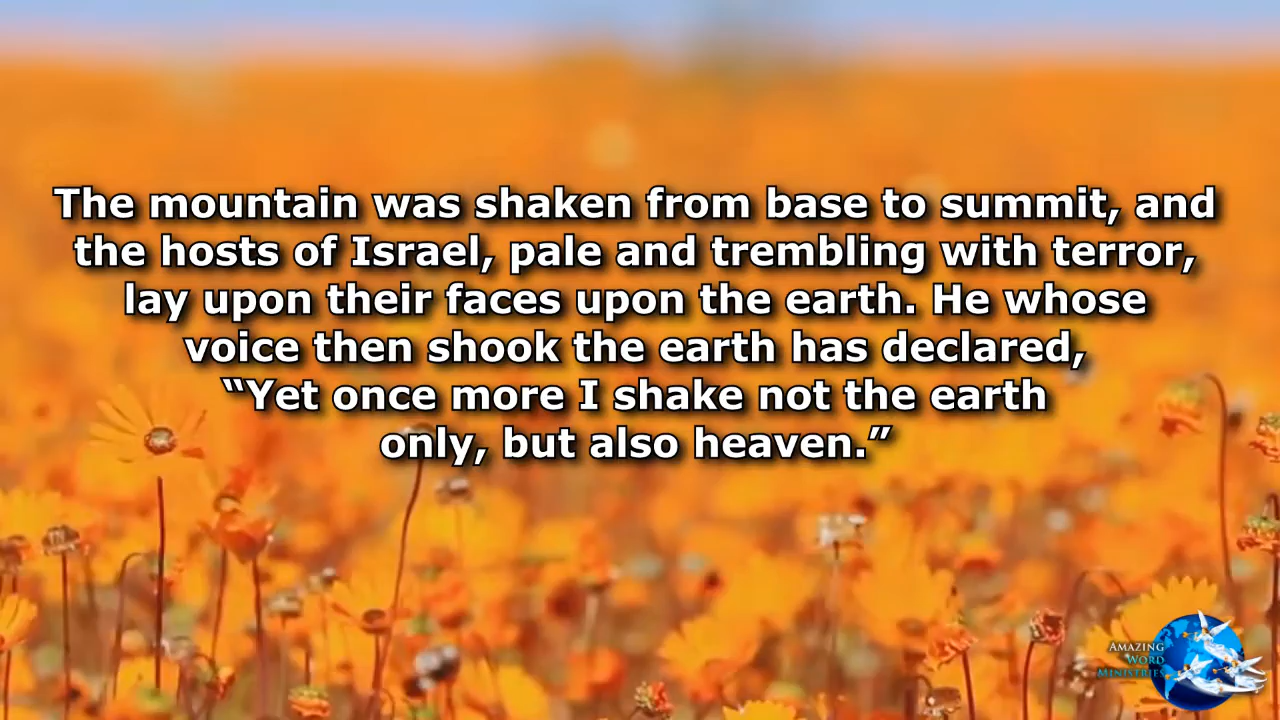 The mountain was shaken from base to summit, and
the hosts of Israel, pale and trembling with terror,
lay upon their faces upon the earth. He whose
voice then shook the earth has declared,
“Yet once more I shake not the earth
only, but also heaven.”
AMAZING
WORD
MINISTRIES